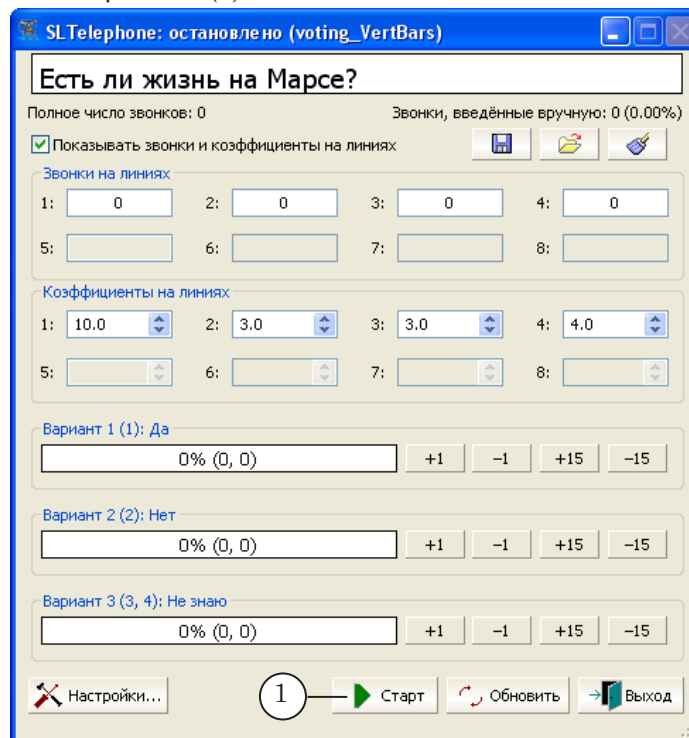 SLTelephone: остановлено (voting_VertBars)
Есть ли жизнь на Марсе?
Полное число звонков: 0 Звонки, введённые вручную: 0 (0.00%)
Показывать звонки и коэффициенты на линиях
Звонки на линиях
1: 0 2: 0 3: 0 4: 0
5: 6: 7: 8:
Коэффициенты на линиях
1: 10.0 2: 3.0 3: 3.0 4: 4.0
5: 6: 7: 8:
Вариант 1 (1): Да
0% (0, 0) +1 −1 +15 −15
Вариант 2 (2): Нет
0% (0, 0) +1 −1 +15 −15
Вариант 3 (3, 4): Не знаю
0% (0, 0) +1 −1 +15 −15
Настройки... 1 Старт Обновить Выход